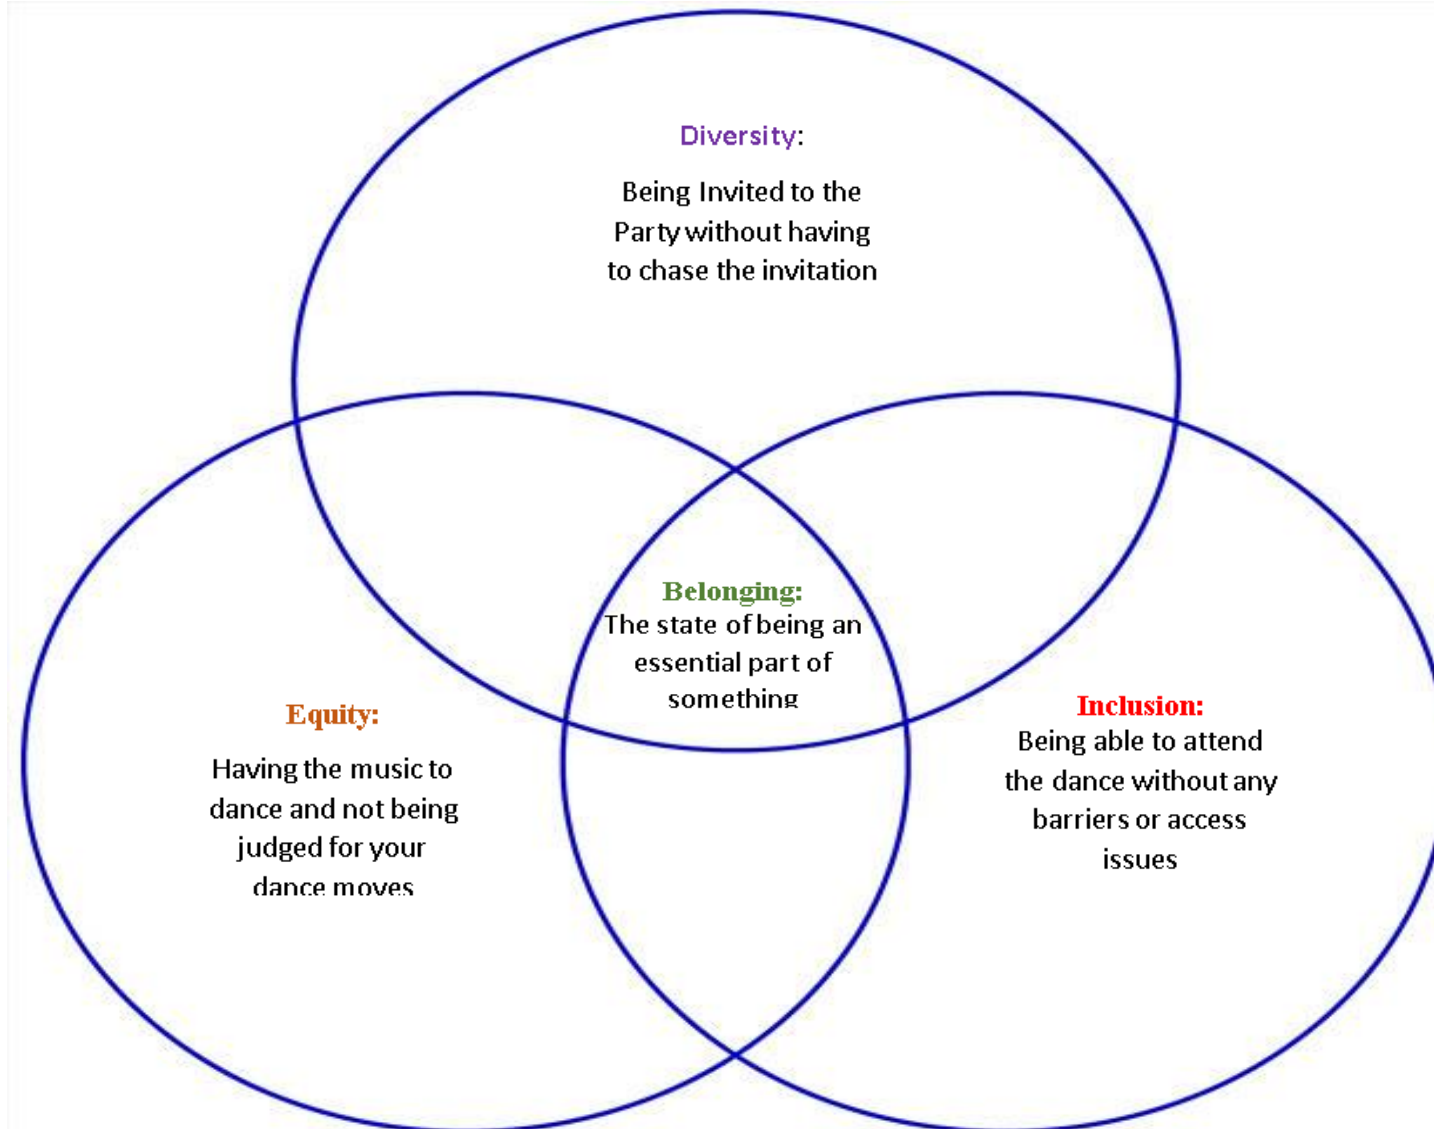 Diversity:
Being Invited to the
Party without having
to chase the invitation
Belonging:
The state of being an
essential part of
something
Equity:
Having the music to
dance and not being
judged for your
dance moves
Inclusion:
Being able to attend
the dance without any
barriers or access
issues